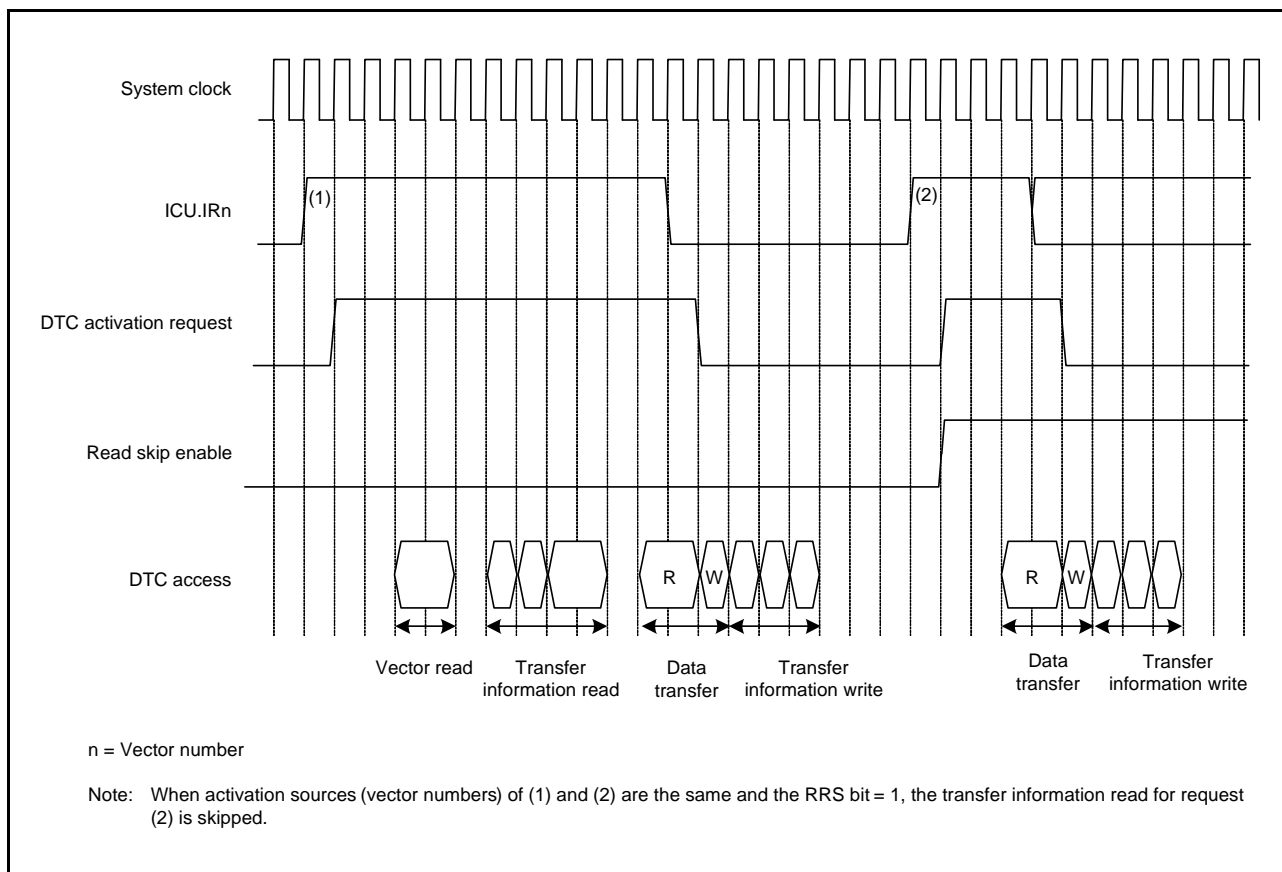 System clock
ICU.IRn
(1)
(2)
DTC activation request
Read skip enable
DTC access
R
W
R
W
Vector read
Transfer
information read
Data
transfer
Transfer
information write
Data
transfer
Transfer
information write
n = Vector number
Note: When activation sources (vector numbers) of (1) and (2) are the same and the RRS bit = 1, the transfer information read for request
(2) is skipped.